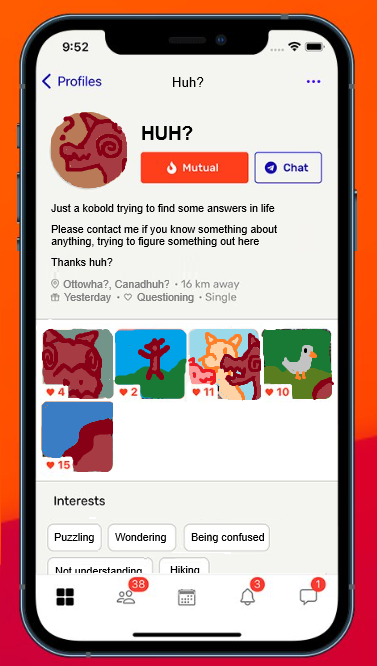 9:52
Profiles
Huh?
HUH?
Mutual
Chat
Just a kobold trying to find some answers in life
Please contact me if you know something about
anything, trying to figure something out here
Thanks huh?
Ottowha?, Canadhuh? • 16 km away
Yesterday • Questioning • Single
4
2
11
10
15
Interests
Puzzling
Wondering
Being confused
Not understanding
Hiking
38
3
1